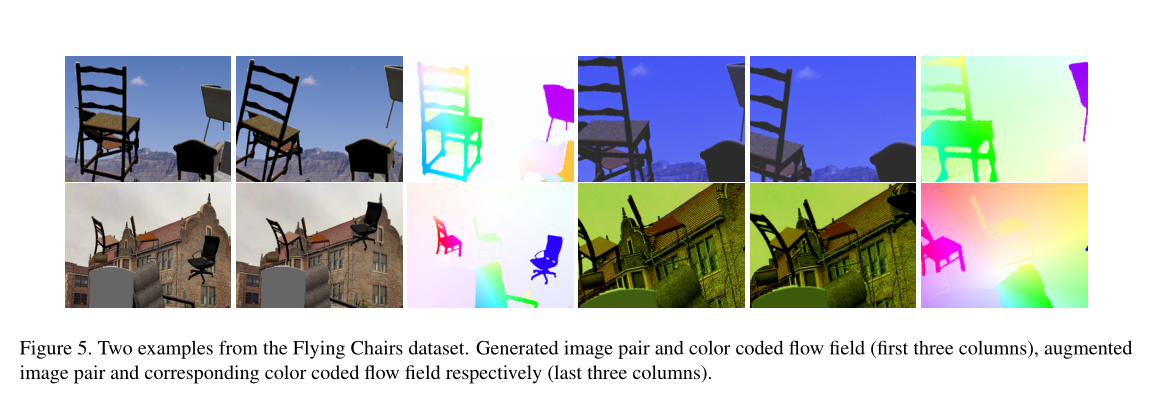 Figure 5. Two examples from the Flying Chairs dataset. Generated image pair and color coded flow field (first three columns), augmented
image pair and corresponding color coded flow field respectively (last three columns).